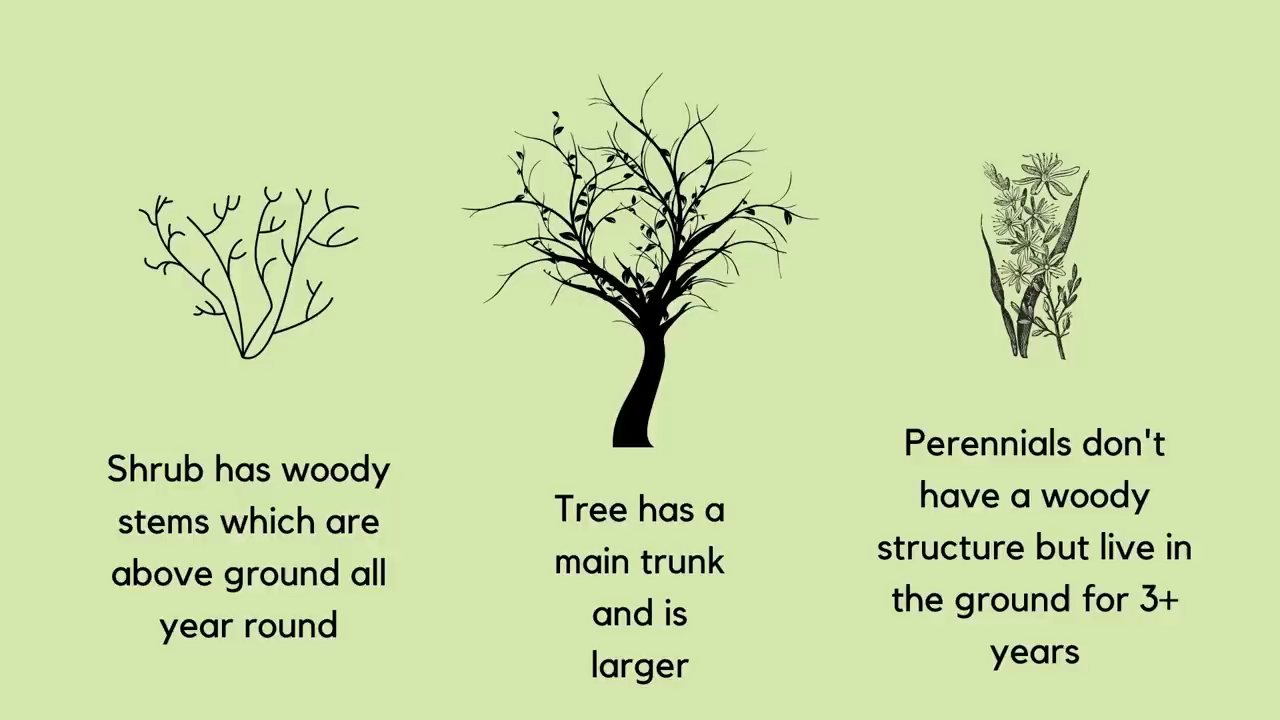 Shrub has woody
stems which are
above ground all
year round
Tree has a
main trunk
and is
larger
Perennials don't
have a woody
structure but live in
the ground for 3+
years